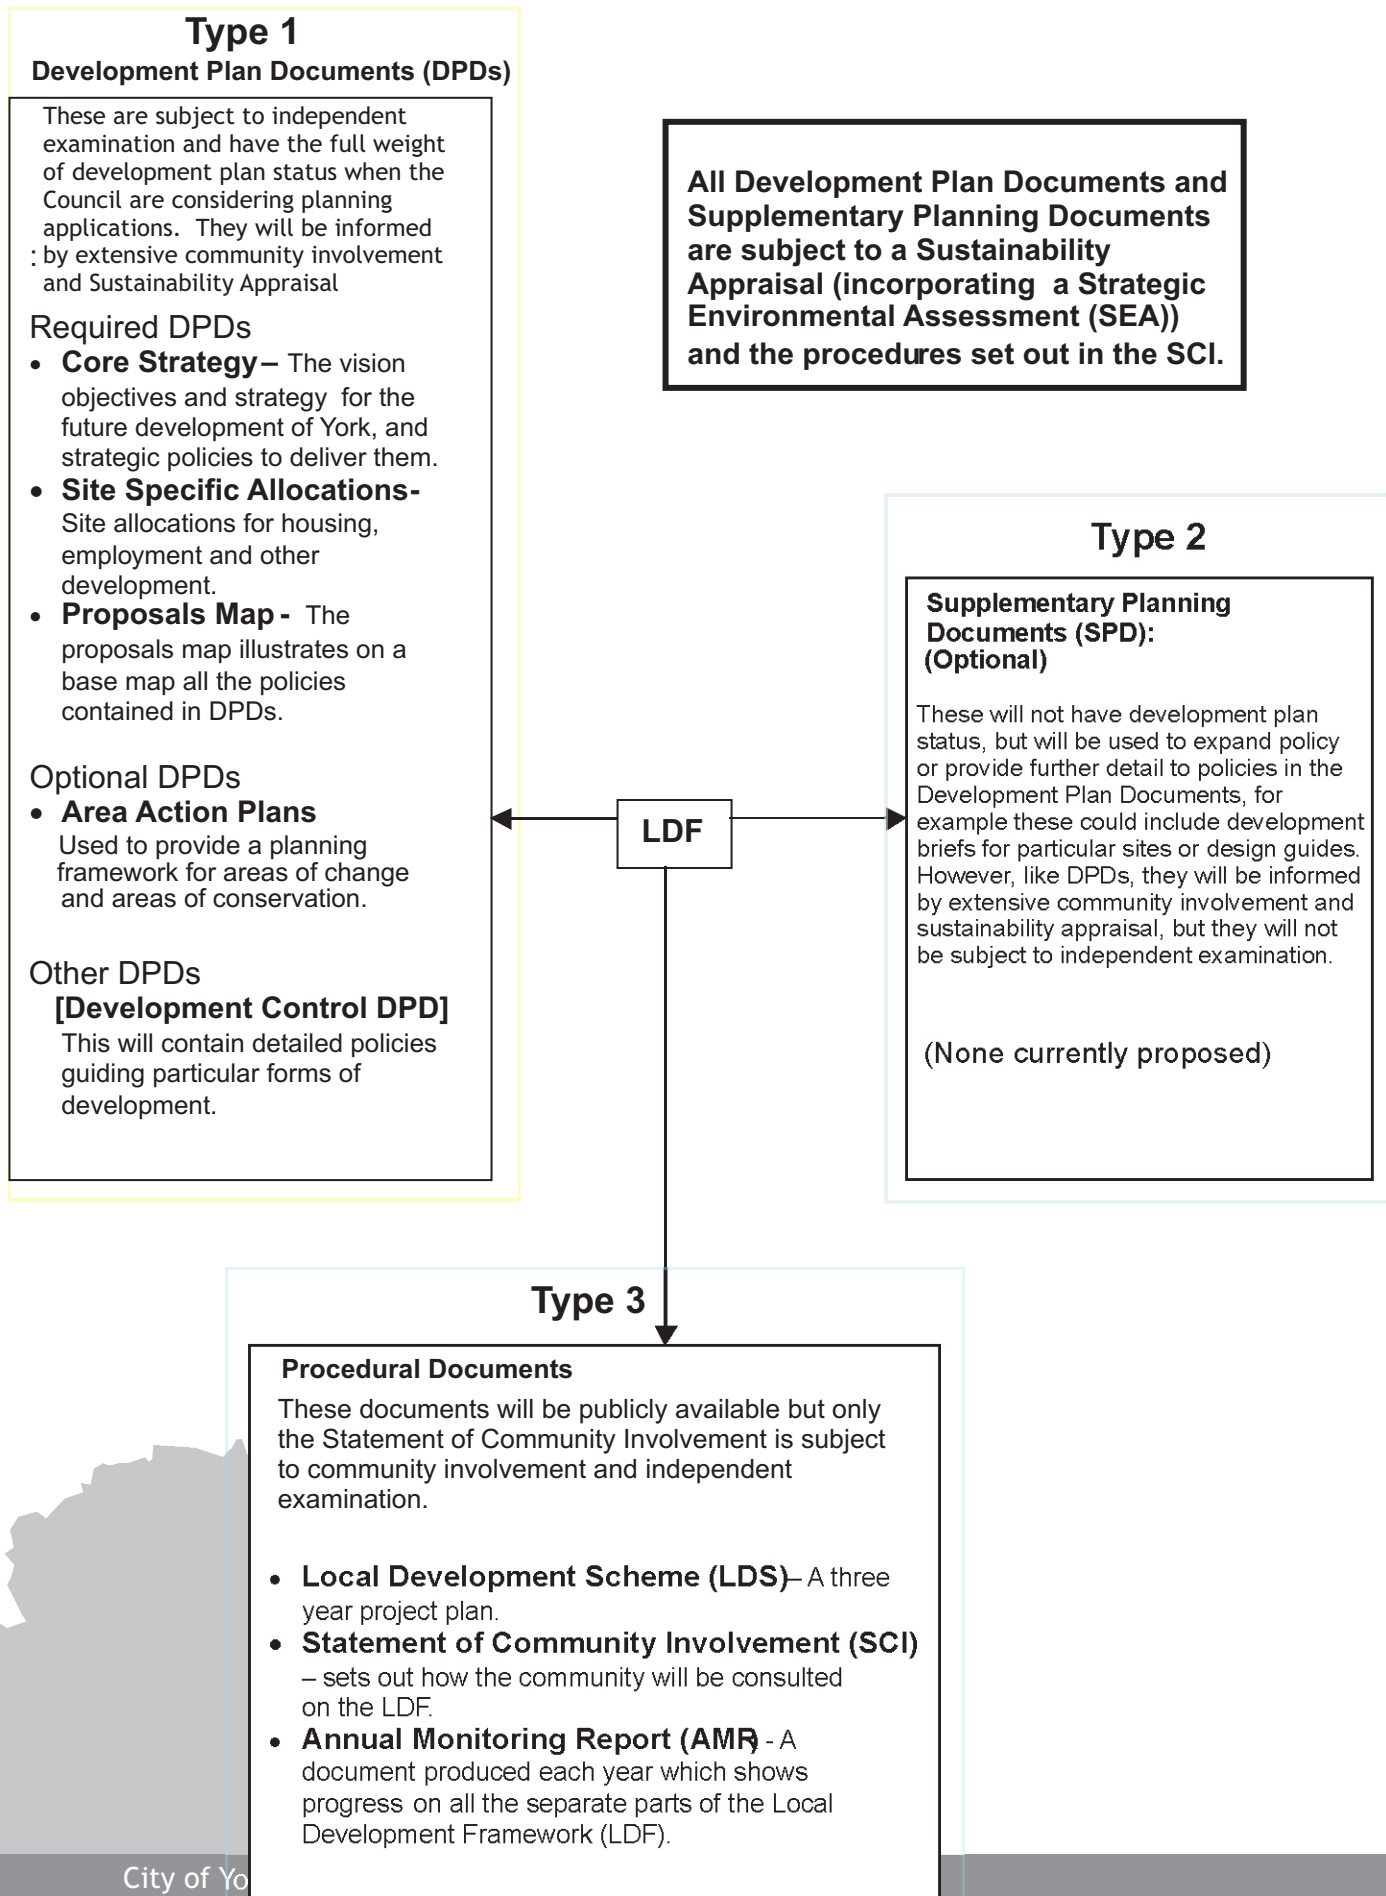 Type 1
Development Plan Documents (DPDs)
These are subject to independent
examination and have the full weight
of development plan status when the
Council are considering planning
applications.  They will be informed
: by extensive community involvement
and Sustainability Appraisal
Required DPDs
• Core Strategy – The vision
objectives and strategy  for the
future development of York, and
strategic policies to deliver them.
• Site Specific Allocations-
Site allocations for housing,
employment and other
development.
• Proposals Map -  The
proposals map illustrates on a
base map all the policies
contained in DPDs.
Optional DPDs
• Area Action Plans
Used to provide a planning
framework for areas of change
and areas of conservation.
Other DPDs
[Development Control DPD]
This will contain detailed policies
guiding particular forms of
development.
All Development Plan Documents and
Supplementary Planning Documents
are subject to a Sustainability
Appraisal (incorporating  a Strategic
Environmental Assessment (SEA))
and the procedures set out in the SCI.
LDF
Type 2
Supplementary Planning
Documents (SPD):
(Optional)
These will not have development plan
status, but will be used to expand policy
or provide further detail to policies in the
Development Plan Documents, for
example these could include development
briefs for particular sites or design guides.
However, like DPDs, they will be informed
by extensive community involvement and
sustainability appraisal, but they will not
be subject to independent examination.
(None currently proposed)
Type 3
Procedural Documents
These documents will be publicly available but only
the Statement of Community Involvement is subject
to community involvement and independent
examination.
• Local Development Scheme (LDS)– A three
year project plan.
• Statement of Community Involvement (SCI)
– sets out how the community will be consulted
on the LDF.
• Annual Monitoring Report (AMR) - A
document produced each year which shows
progress on all the separate parts of the Local
Development Framework (LDF).
City of Yo